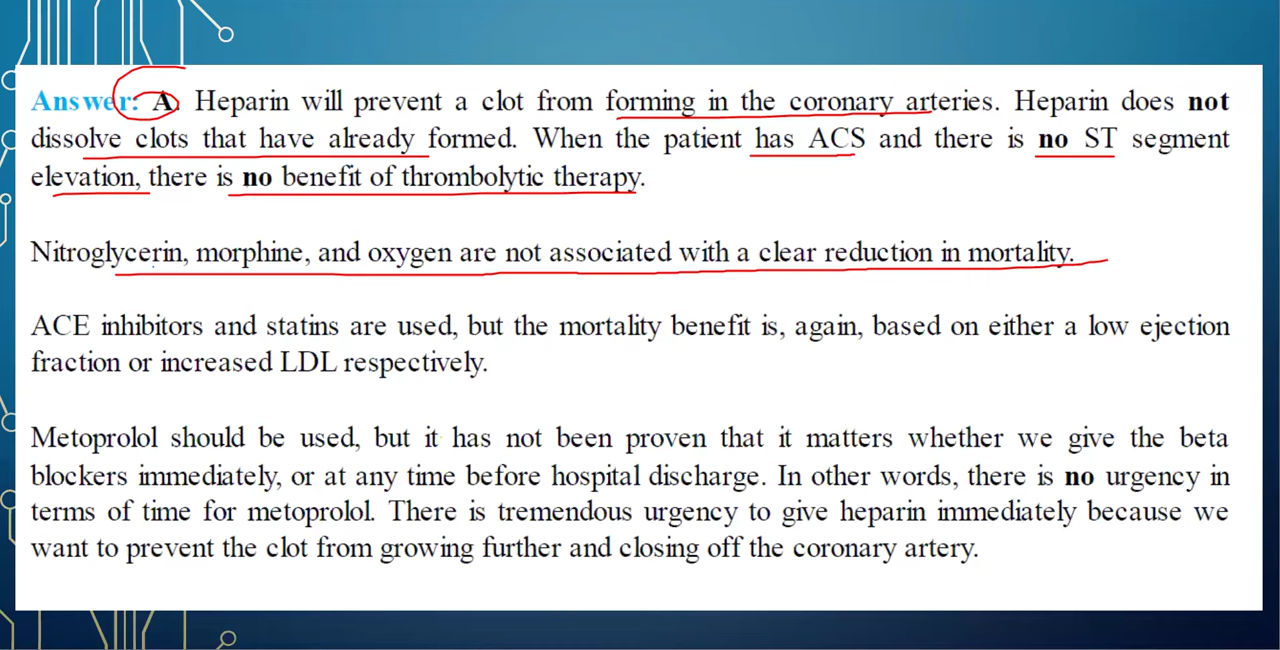 Answer: A. Heparin will prevent a clot from forming in the coronary arteries. Heparin does not
dissolve clots that have already formed. When the patient has ACS and there is no ST segment
elevation, there is no benefit of thrombolytic therapy.
Nitroglycerin, morphine, and oxygen are not associated with a clear reduction in mortality.
ACE inhibitors and statins are used, but the mortality benefit is, again, based on either a low ejection
fraction or increased LDL respectively.
Metoprolol should be used, but it has not been proven that it matters whether we give the beta
blockers immediately, or at any time before hospital discharge. In other words, there is no urgency in
terms of time for metoprolol. There is tremendous urgency to give heparin immediately because we
want to prevent the clot from growing further and closing off the coronary artery.